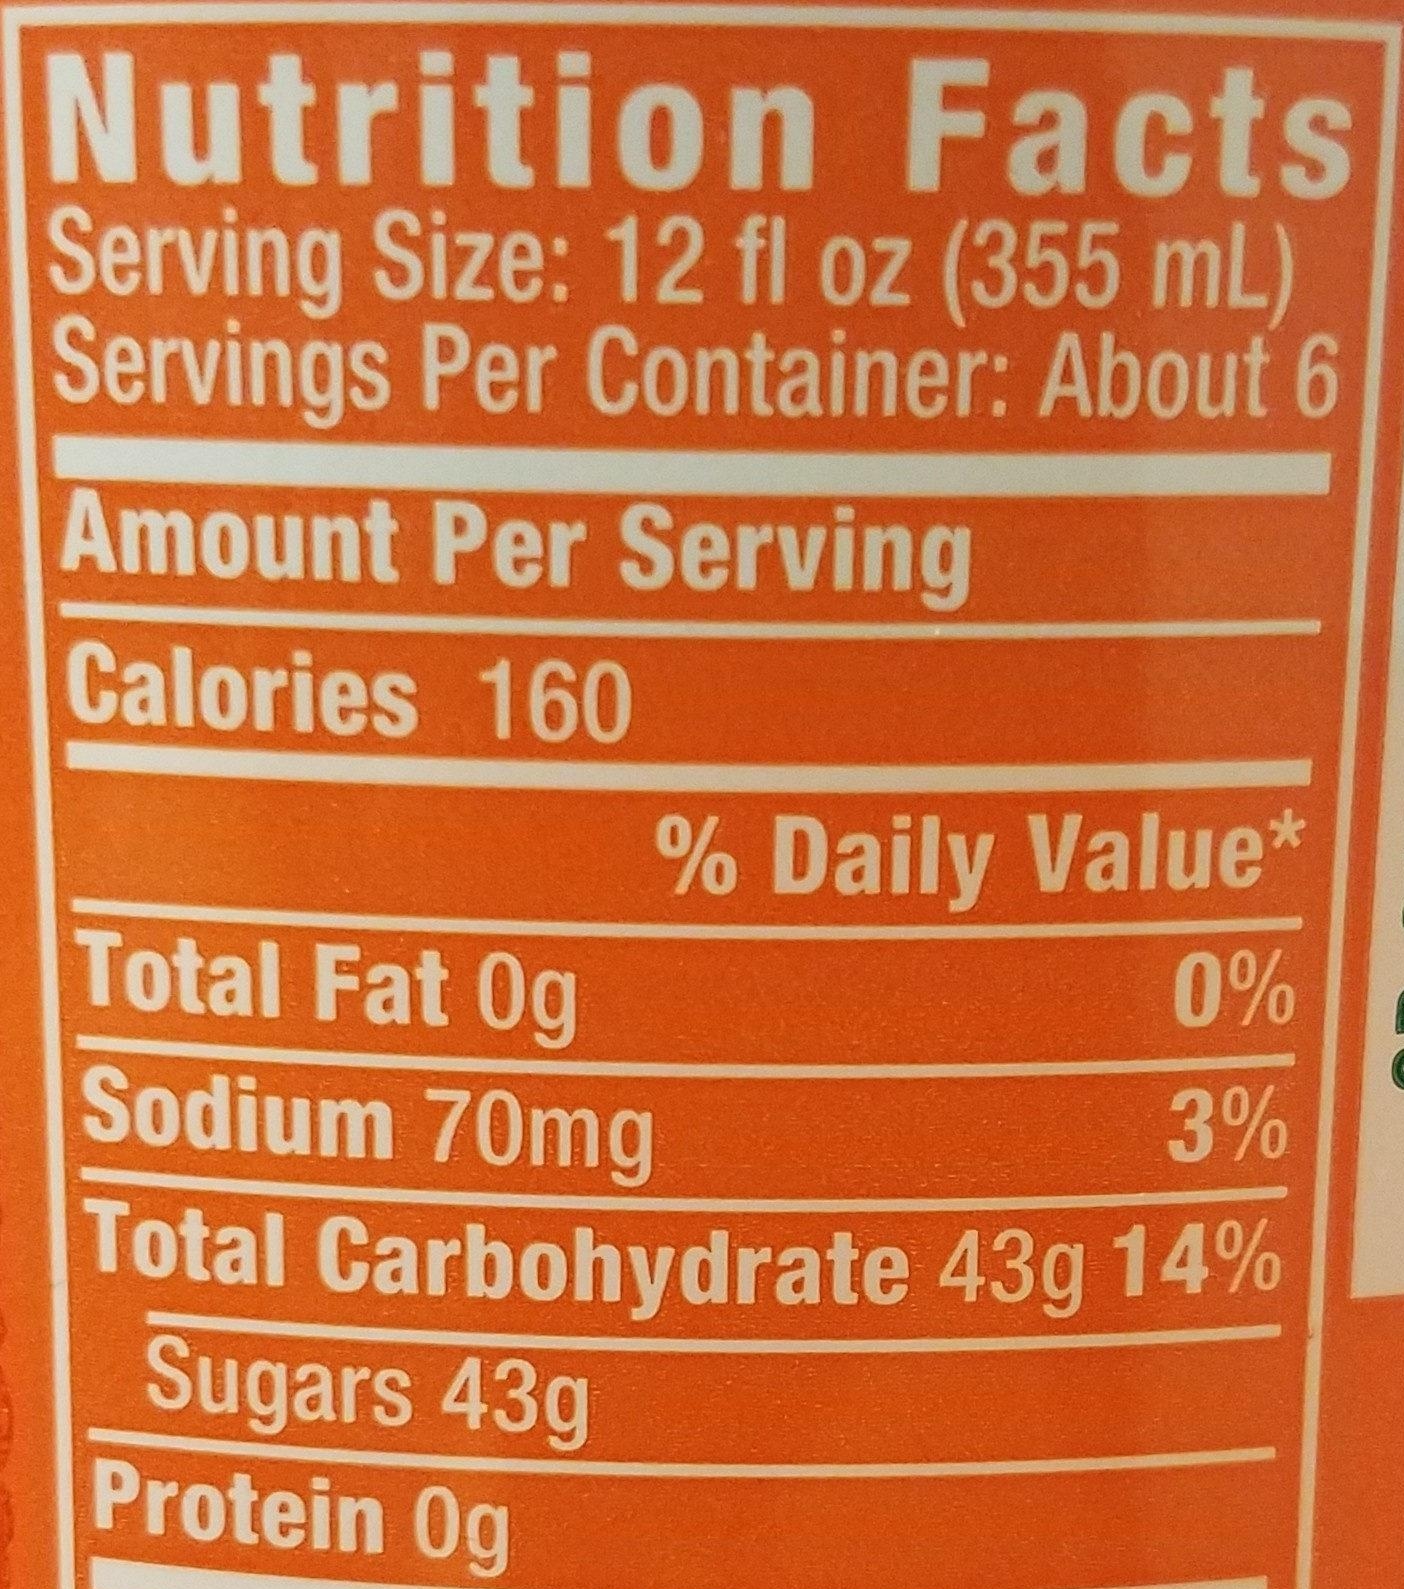 Nutrition Facts
Serving Size: 12 fl oz (355 mL)
Servings Per Container: About 6
Amount Per Serving
Calories 160
% Daily Value*
Total Fat 0g 0%
Sodium 70mg 3%
Total Carbohydrate 43g 14%
Sugars 43g
Protein 0g